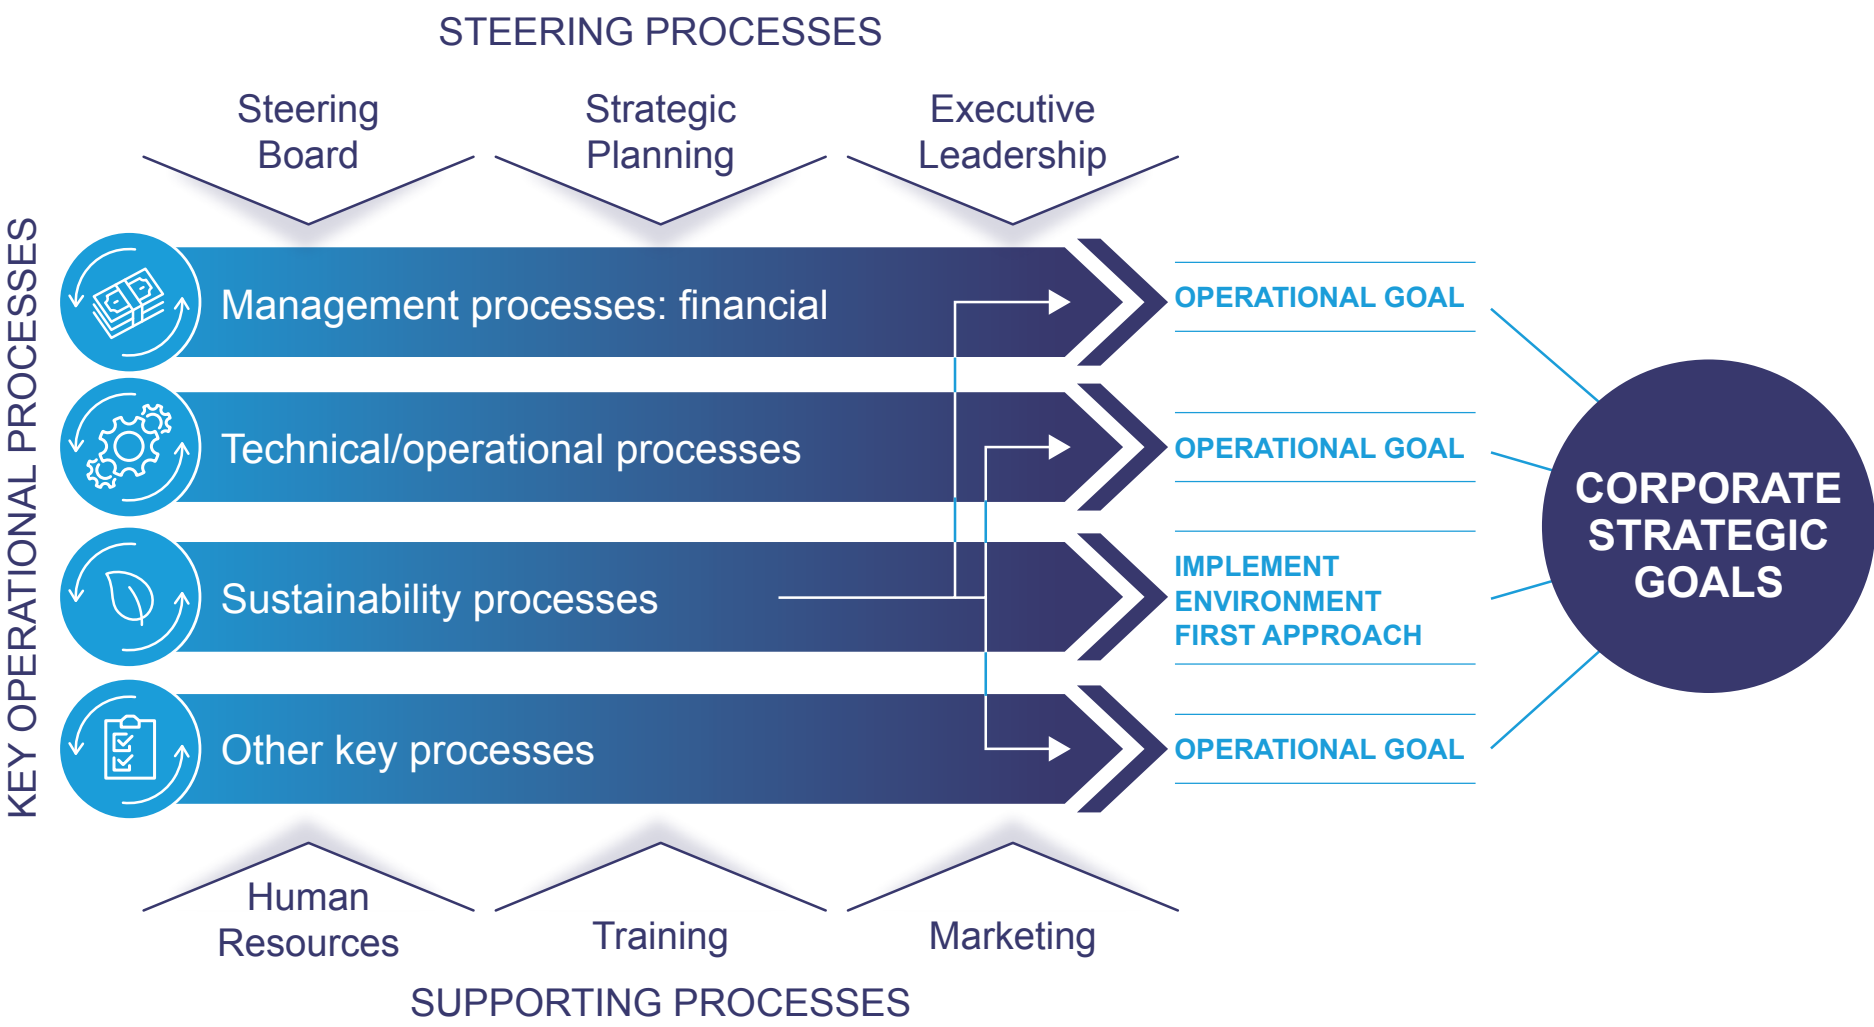 STEERING PROCESSES
Steering
Board
Strategic
Planning
Executive
Leadership
KEY OPERATIONAL PROCESSES
Management processes: financial
OPERATIONAL GOAL
Technical/operational processes
OPERATIONAL GOAL
Sustainability processes
IMPLEMENT
ENVIRONMENT
FIRST APPROACH
Other key processes
OPERATIONAL GOAL
CORPORATE
STRATEGIC
GOALS
Human
Resources
Training
Marketing
SUPPORTING PROCESSES